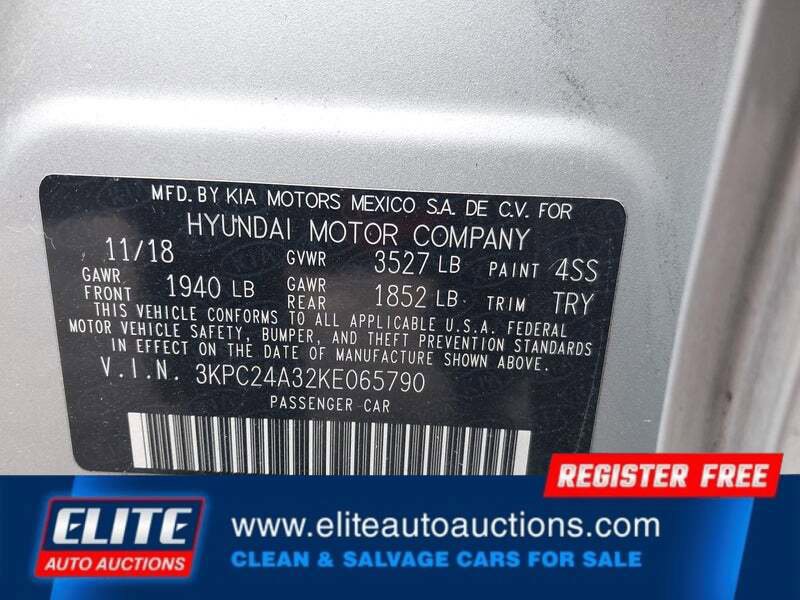 MFD. BY KIA MOTORS MEXICO S.A. DE C.V. FOR
HYUNDAI MOTOR COMPANY
11/18 GVWR 3527 LB PAINT 4SS
GAWR FRONT 1940 LB GAWR REAR 1852 LB TRIM TRY
THIS VEHICLE CONFORMS TO ALL APPLICABLE U.S.A. FEDERAL
MOTOR VEHICLE SAFETY, BUMPER, AND THEFT PREVENTION STANDARDS
IN EFFECT ON THE DATE OF MANUFACTURE SHOWN ABOVE.
V.I.N. 3KPC24A32KE065790
PASSENGER CAR
REGISTER FREE
ELITE
AUTO AUCTIONS
www.eliteautoauctions.com
CLEAN & SALVAGE CARS FOR SALE